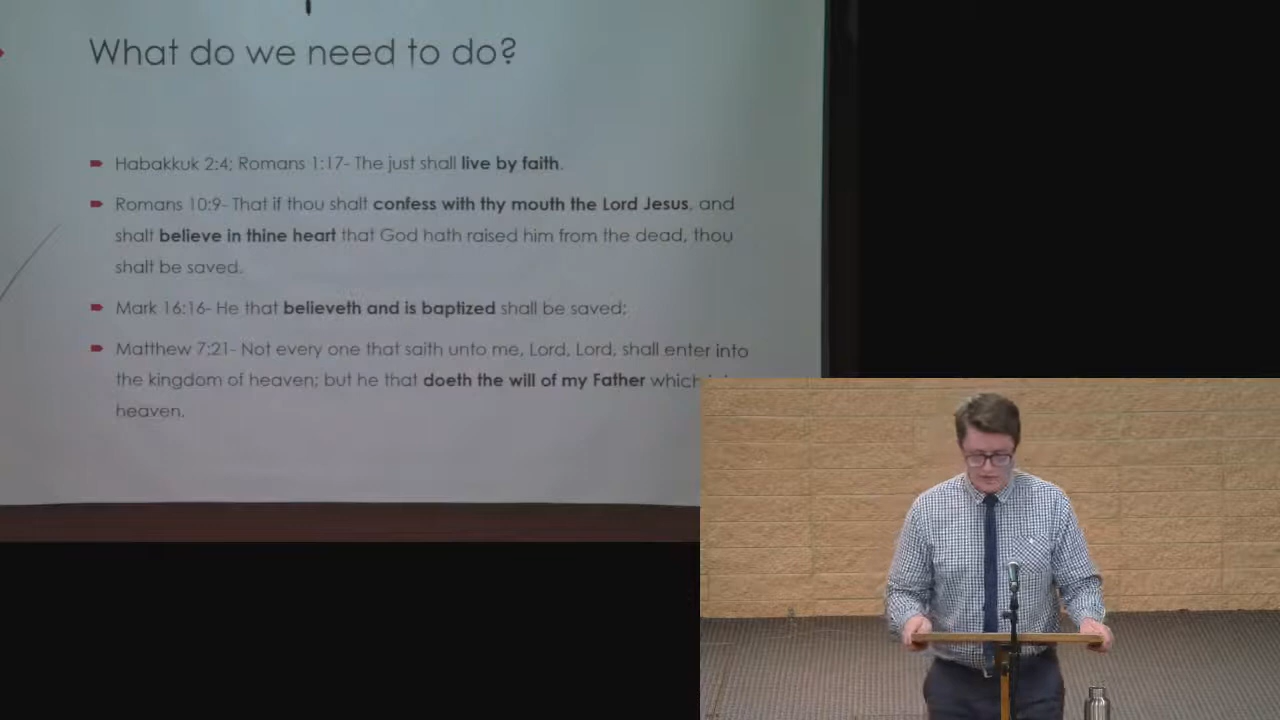 What do we need to do?
Habakkuk 2:4; Romans 1:17- The just shall live by faith.
Romans 10:9- That if thou shalt confess with thy mouth the Lord Jesus, and
shalt believe in thine heart that God hath raised him from the dead, thou
shalt be saved.
Mark 16:16- He that believeth and is baptized shall be saved;
Matthew 7:21- Not every one that saith unto me, Lord, Lord, shall enter into
the kingdom of heaven; but he that doeth the will of my Father which
heaven.